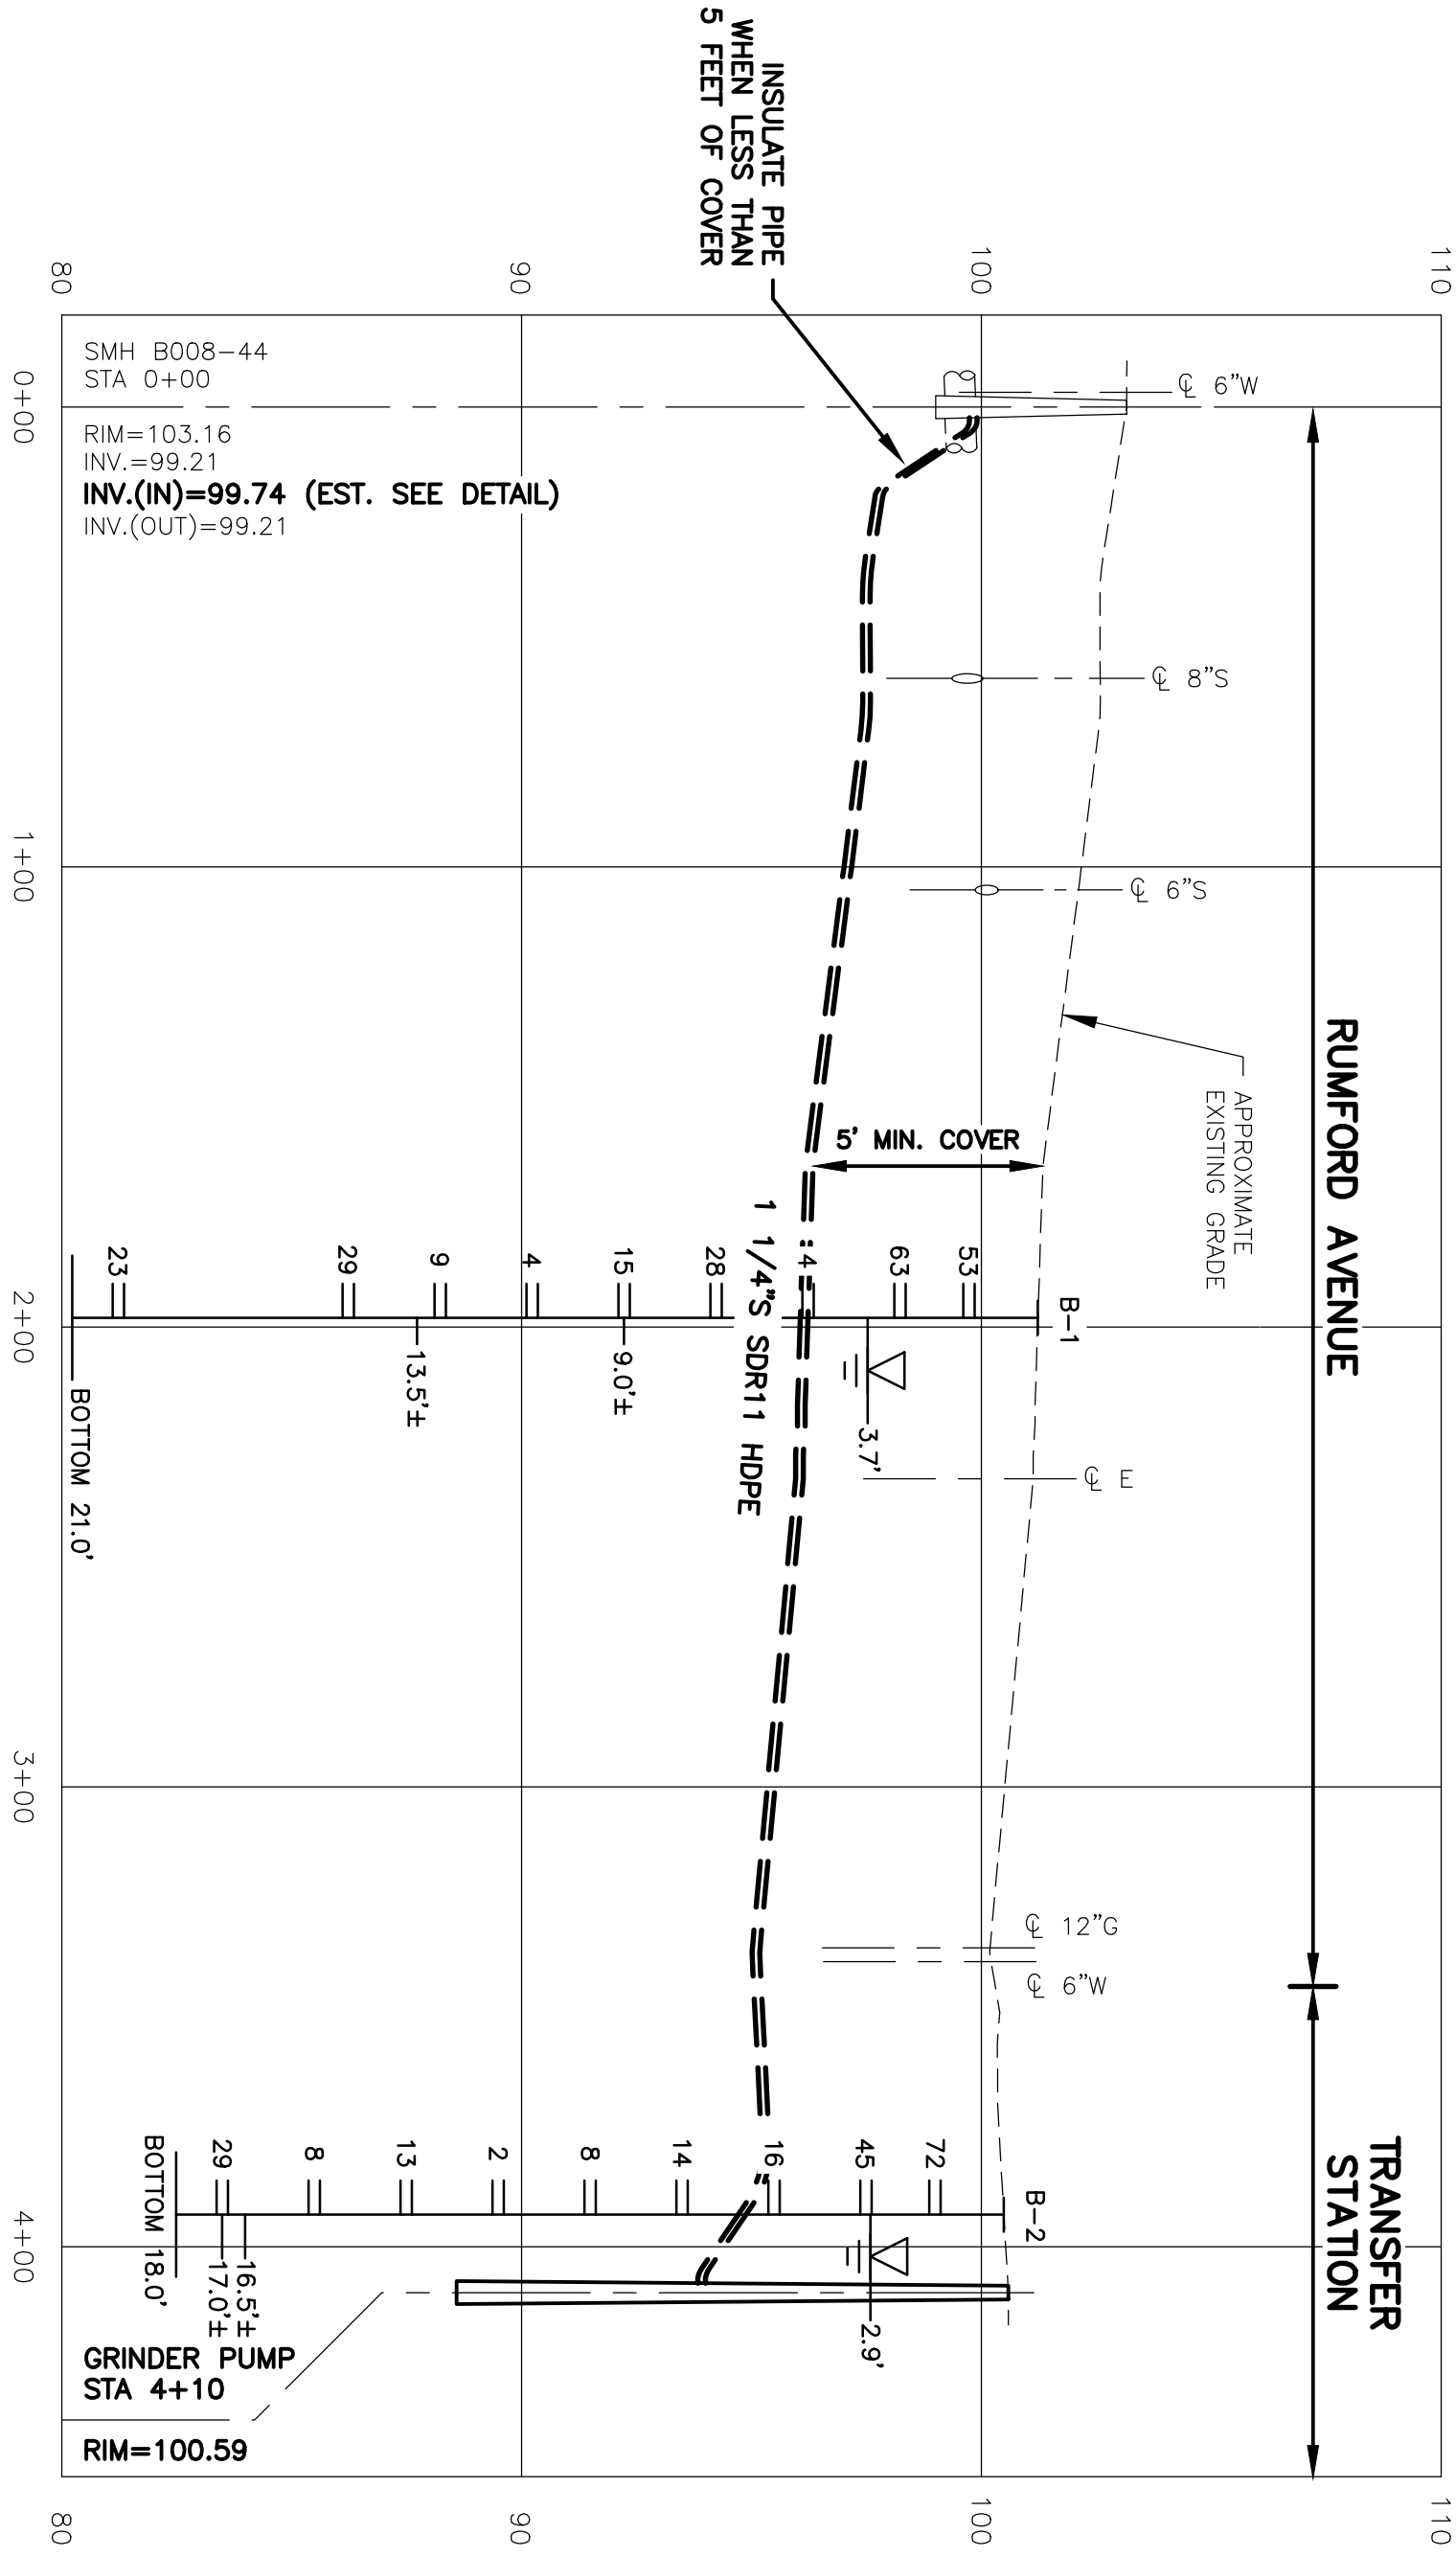 INSULATE PIPE
WHEN LESS THAN
5 FEET OF COVER
110
100
90
80
SMH B008-44
STA 0+00
RIM=103.16
INV.=99.21
INV.(IN)=99.74 (EST. SEE DETAIL)
INV.(OUT)=99.21
℄ 6"W
℄ 8"S
℄ 6"S
RUMFORD AVENUE
APPROXIMATE
EXISTING GRADE
5' MIN. COVER
1 1/4"S SDR11 HDPE
B-1
53
63
4
28
15
4
9
29
23
3.7'
9.0'±
13.5'±
BOTTOM 21.0'
℄ E
℄ 12"G
℄ 6"W
TRANSFER
STATION
B-2
72
45
16
14
8
2
13
8
29
2.9'
16.5'±
17.0'±
BOTTOM 18.0'
GRINDER PUMP
STA 4+10
RIM=100.59
0+00
1+00
2+00
3+00
4+00
110
100
90
80